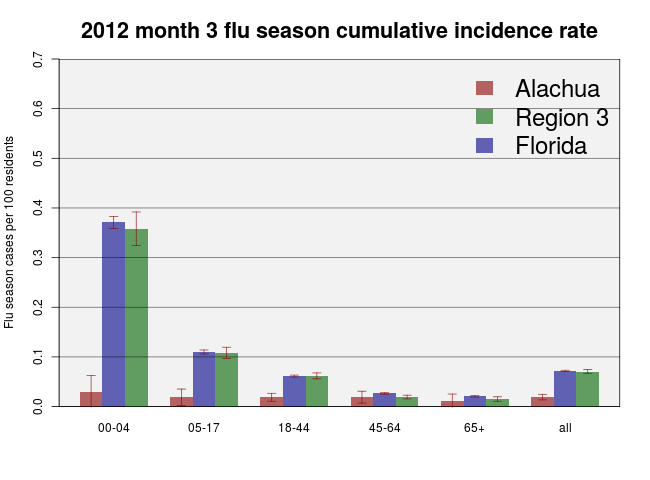 2012 month 3 flu season cumulative incidence rate
Flu season cases per 100 residents
0.7
0.6
0.5
0.4
0.3
0.2
0.1
0.0
Alachua
Region 3
Florida
00-04 05-17 18-44 45-64 65+ all